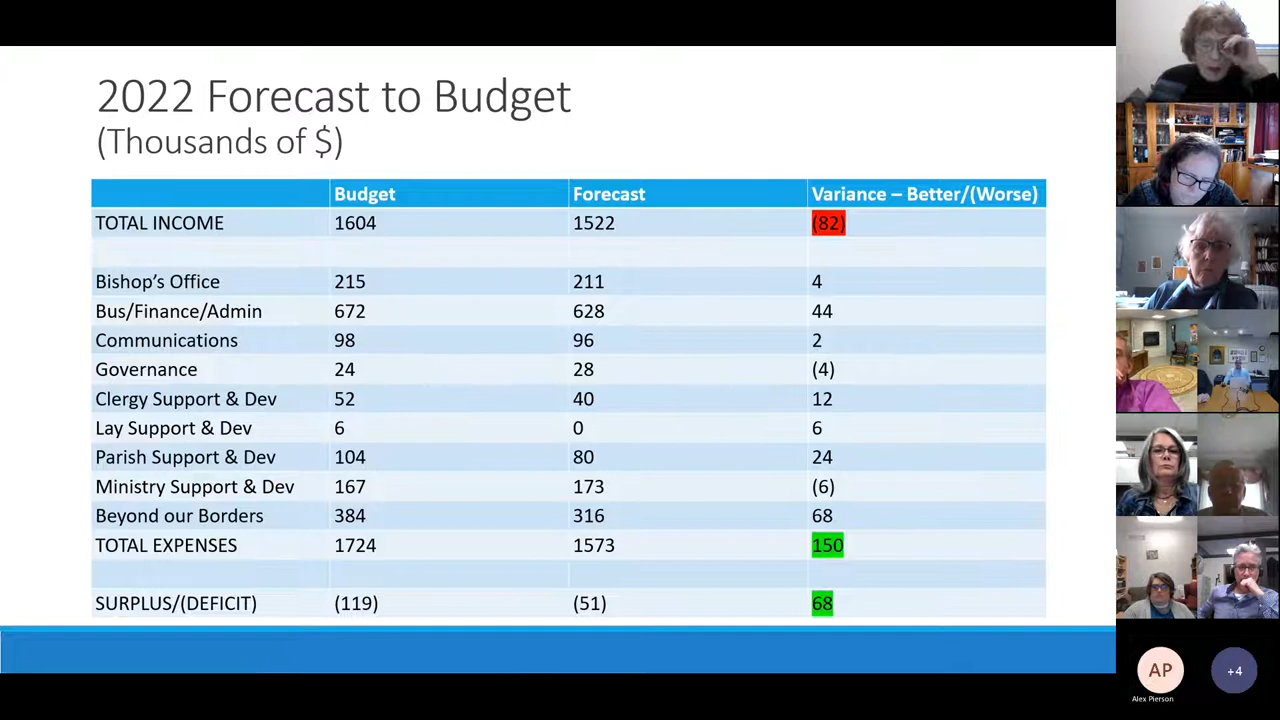 2022 Forecast to Budget
(Thousands of $)
Budget Forecast Variance – Better/(Worse)
TOTAL INCOME 1604 1522 (82)
Bishop’s Office 215 211 4
Bus/Finance/Admin 672 628 44
Communications 98 96 2
Governance 24 28 (4)
Clergy Support & Dev 52 40 12
Lay Support & Dev 6 0 6
Parish Support & Dev 104 80 24
Ministry Support & Dev 167 173 (6)
Beyond our Borders 384 316 68
TOTAL EXPENSES 1724 1573 150
SURPLUS/(DEFICIT) (119) (51) 68
AP +4
Alex Pierson